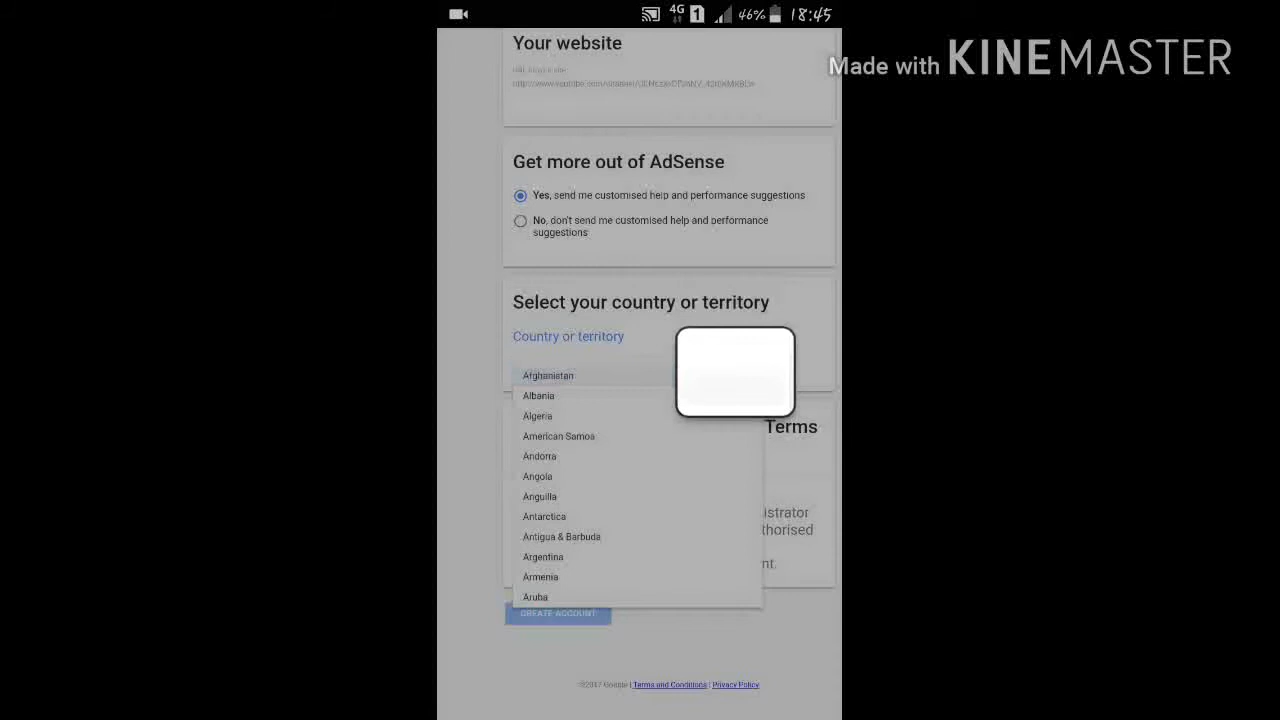 4G 1 46% 18:45
Made with KINEMASTER
Your website
Get more out of AdSense
Yes, send me customised help and performance suggestions
No, don't send me customised help and performance
suggestions
Select your country or territory
Country or territory
Afghanistan
Albania
Algeria
Terms
American Samoa
Andorra
Angola
Anguilla
Antarctica
istrator
thorised
Antigua & Barbuda
Argentina
nt.
Armenia
Aruba
CREATE ACCOUNT
©2017 Google | Terms and Conditions | Privacy Policy